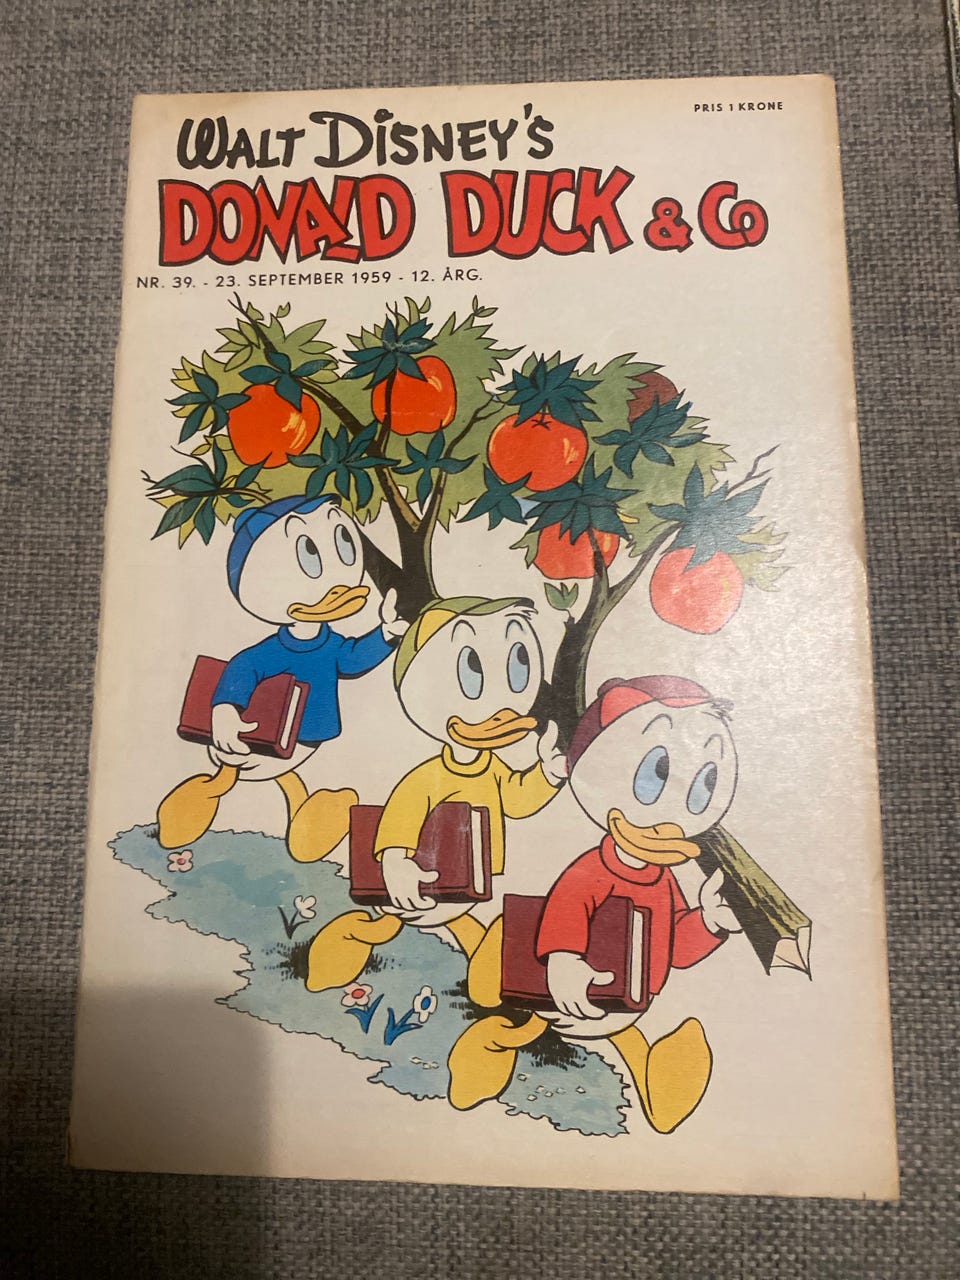 PRIS 1 KRONE
WALT DISNEY'S
DONALD DUCK & Co
NR. 39. - 23. SEPTEMBER 1959 - 12. ÅRG.